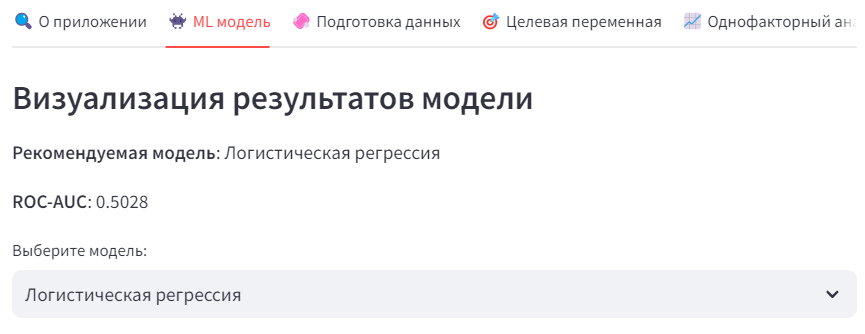 О приложении ML модель Подготовка данных Целевая переменная Однофакторный
Визуализация результатов модели
Рекомендуемая модель: Логистическая регрессия
ROC-AUC: 0.5028
Выберите модель:
Логистическая регрессия